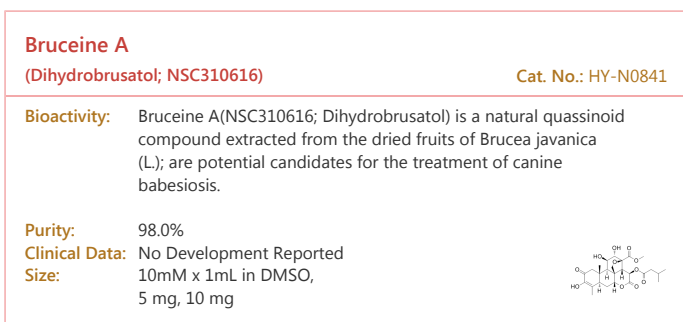 Bruceine A
(Dihydrobrusatol; NSC310616)
Cat. No.: HY-N0841
Bioactivity: Bruceine A(NSC310616; Dihydrobrusatol) is a natural quassinoid
compound extracted from the dried fruits of Brucea javanica
(L.); are potential candidates for the treatment of canine
babesiosis.
Purity: 98.0%
Clinical Data: No Development Reported
Size: 10mM x 1mL in DMSO,
5 mg, 10 mg